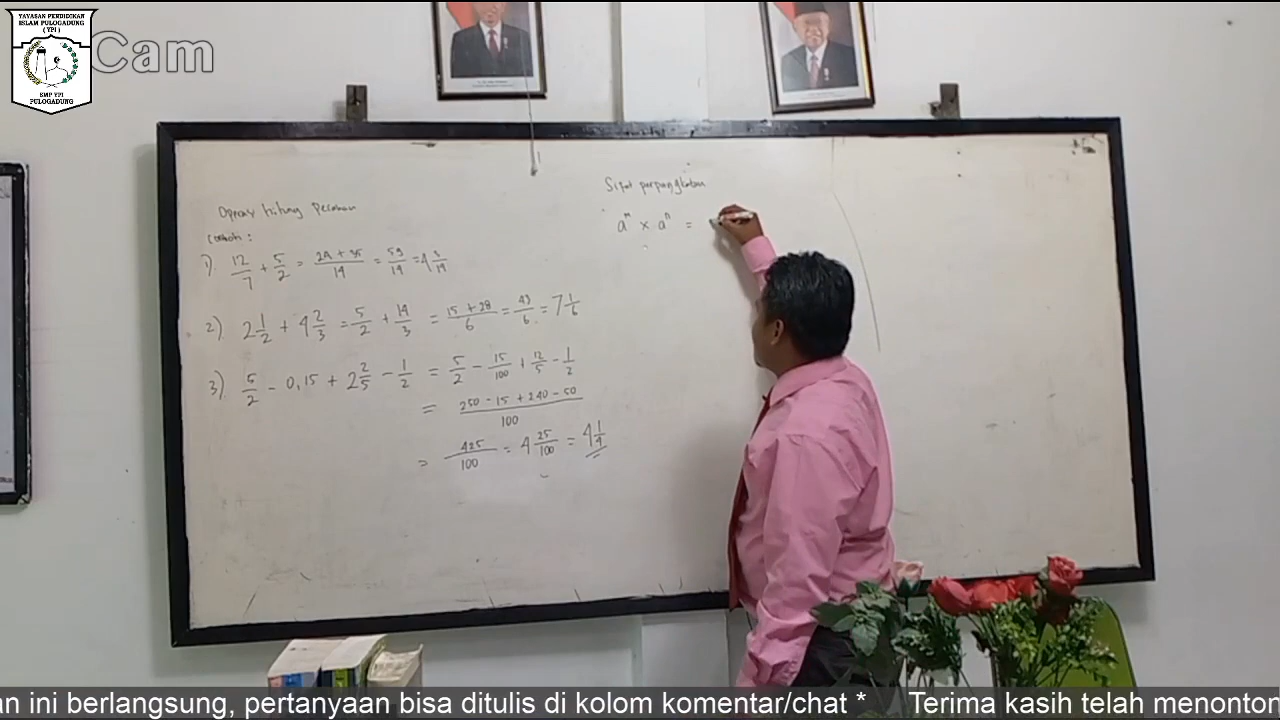 YAYASAN PENDIDIKAN
ISLAM PULOGADUNG
( YPI )
SMP YPI
PULOGADUNG
Cam
Operasi hitung Pecahan
Contoh :
1). 12/7 + 5/2 = 24 + 35/14 = 59/14 = 4 3/14
2). 2 1/2 + 4 2/3 = 5/2 + 14/3 = 15 + 28/6 = 43/6 = 7 1/6
3). 5/2 - 0,15 + 2 2/5 - 1/2 = 5/2 - 15/100 + 12/5 - 1/2
= 250 - 15 + 240 - 50/100
= 425/100 = 4 25/100 = 4 1/4
Sifat perpangkatan
aᵐ × aⁿ =
an ini berlangsung, pertanyaan bisa ditulis di kolom komentar/chat * Terima kasih telah menonton